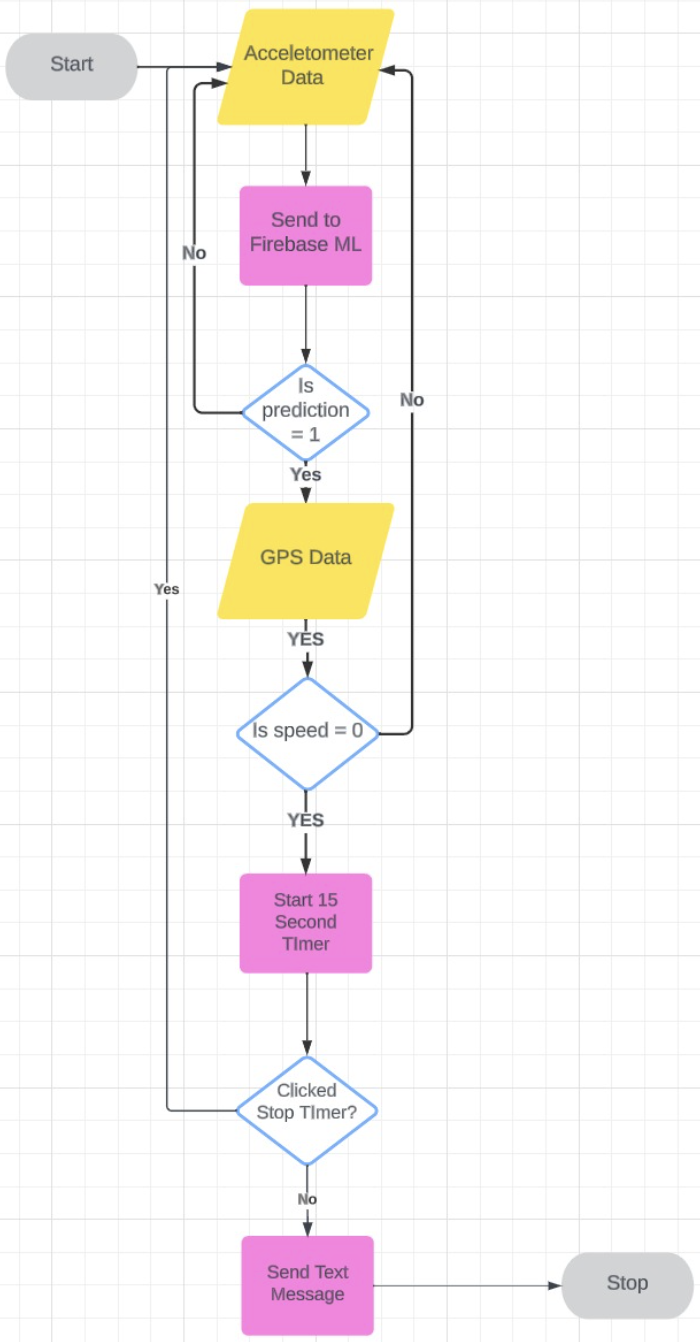 Start
Acceletometer
Data
Send to
Firebase ML
No
Is
prediction
= 1
No
Yes
GPS Data
Yes
YES
Is speed = 0
YES
Start 15
Second
TImer
Clicked
Stop TImer?
No
Send Text
Message
Stop